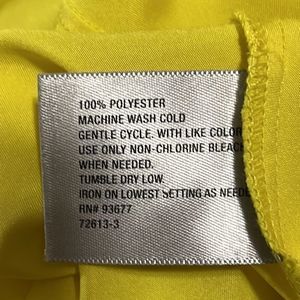 100% POLYESTER
MACHINE WASH COLD
GENTLE CYCLE. WITH LIKE COLOR
USE ONLY NON-CHLORINE BLEAC
WHEN NEEDED.
TUMBLE DRY LOW.
IRON ON LOWEST SETTING AS NEEDE
RN# 93677
72613-3